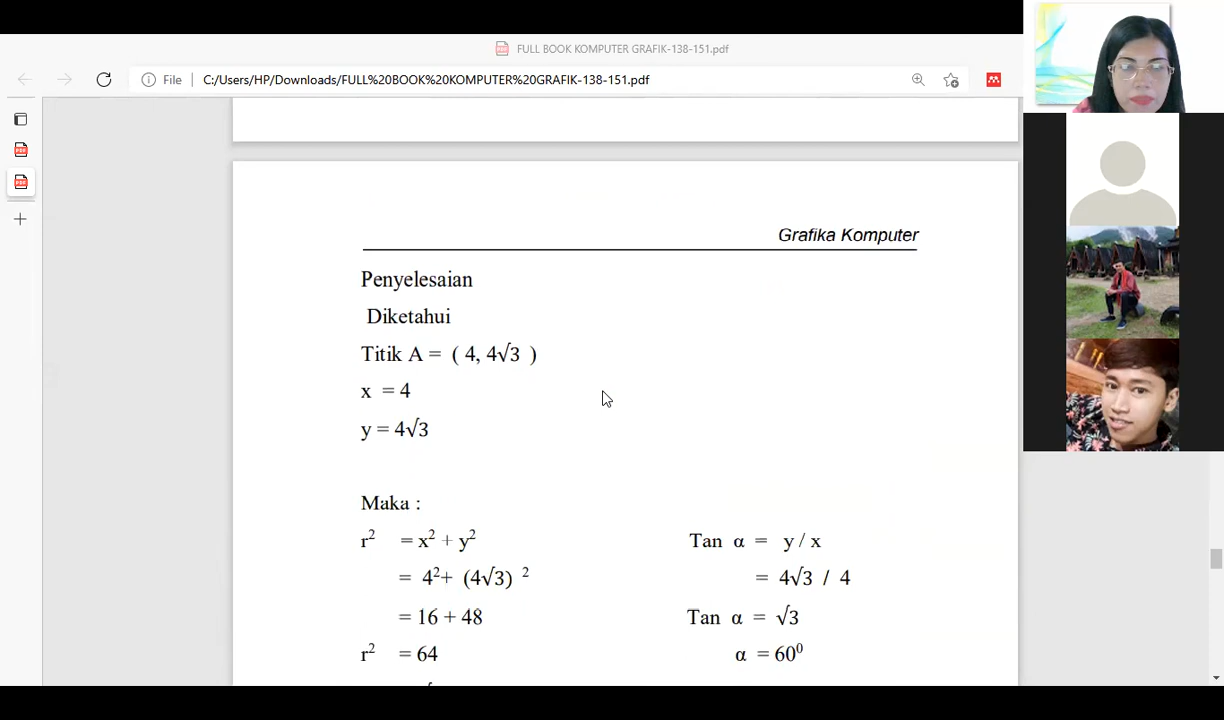 FULL BOOK KOMPUTER GRAFIK-138-151.pdf
File C:/Users/HP/Downloads/FULL%20BOOK%20KOMPUTER%20GRAFIK-138-151.pdf
Grafika Komputer
Penyelesaian
Diketahui
Titik A = ( 4, 4√3 )
x = 4
y = 4√3
Maka :
r² = x² + y² Tan α = y / x
= 4²+ (4√3) ² = 4√3 / 4
= 16 + 48 Tan α = √3
r² = 64 α = 60⁰